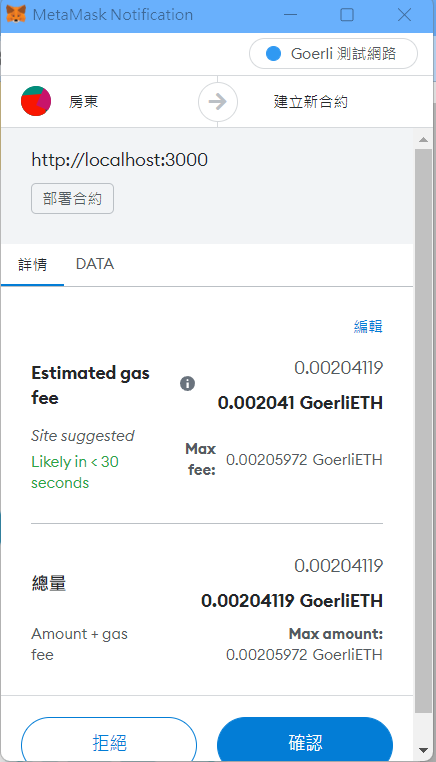 MetaMask Notification
Goerli 測試網路
房東
建立新合約
http://localhost:3000
部署合約
詳情
DATA
編輯
Estimated gas
fee
0.00204119
0.002041 GoerliETH
Site suggested
Likely in < 30
seconds
Max
fee:
0.00205972 GoerliETH
總量
0.00204119
0.00204119 GoerliETH
Amount + gas
fee
Max amount:
0.00205972 GoerliETH
拒絕
確認